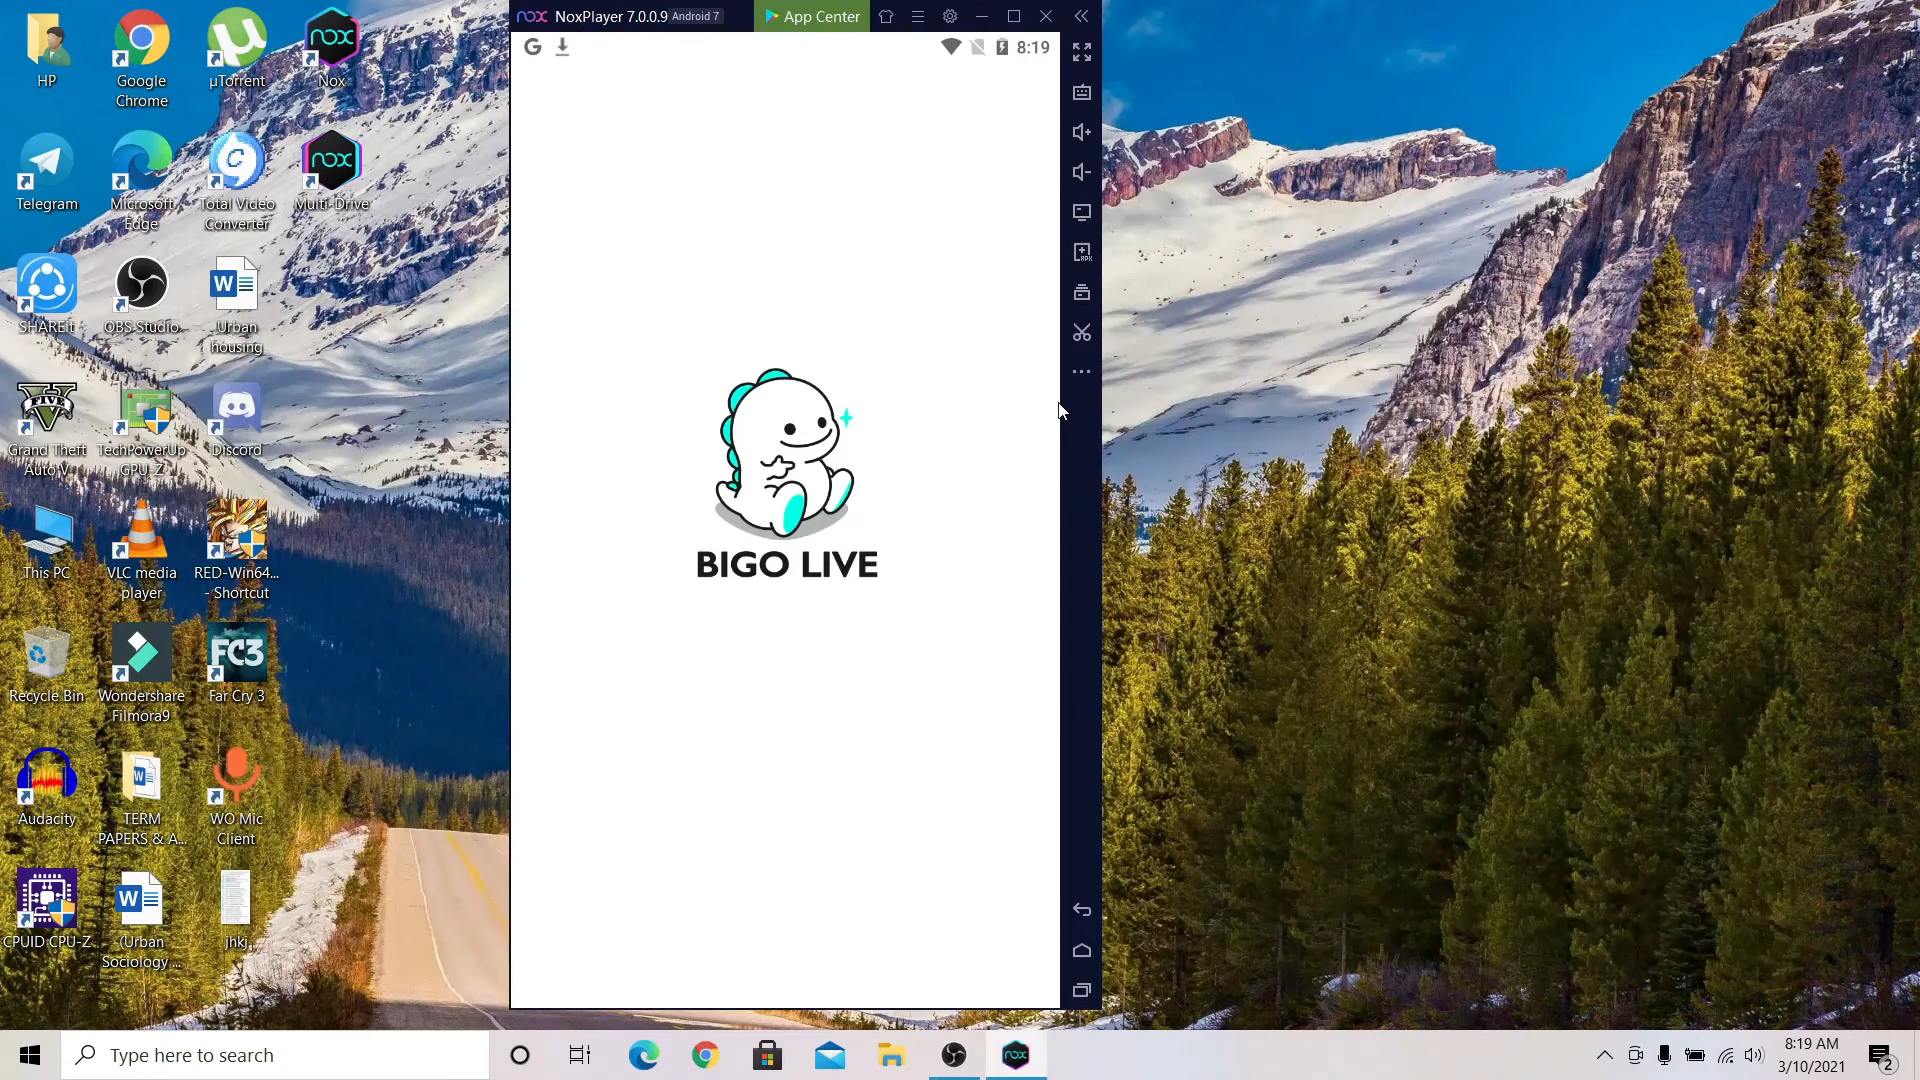 HP
Google
Chrome
μTorrent
Nox
Telegram
Microsoft
Edge
Total Video
Converter
Multi-Drive
SHAREit
OBS Studio
Urban
housing
Grand Theft
Auto V
TechPowerUp
GPU-Z
Discord
This PC
VLC media
player
RED-Win64...
- Shortcut
Recycle Bin
Wondershare
Filmora9
FC3
Far Cry 3
Audacity
TERM
PAPERS & A...
WO Mic
Client
CPUID CPU-Z
(Urban
Sociology ...
jhkj
nox NoxPlayer 7.0.0.9 Android 7 App Center
G 8:19
BIGO LIVE
Type here to search
8:19 AM
3/10/2021
2